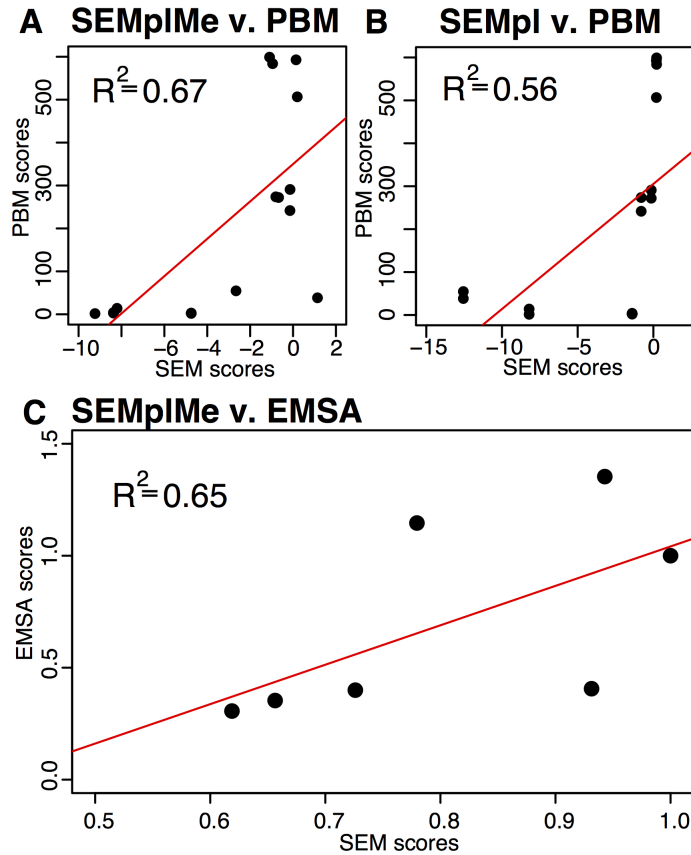 A SEMplMe v. PBM
R2=0.67
PBM scores
0 100 300 500
−10 −6 −4 −2 0 2
SEM scores
B SEMpl v. PBM
R2=0.56
PBM scores
0 100 300 500
−15 −10 −5 0
SEM scores
C SEMplMe v. EMSA
R2=0.65
EMSA scores
0.0 0.5 1.0 1.5
0.5 0.6 0.7 0.8 0.9 1.0
SEM scores